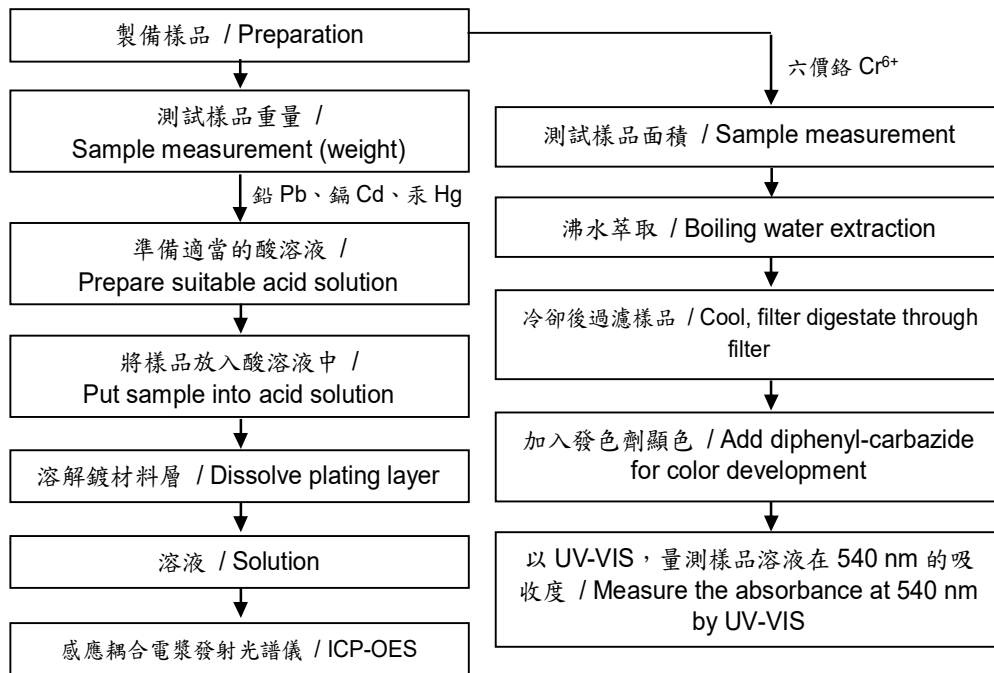 製備樣品 / Preparation
測試樣品重量 /
Sample measurement (weight)
鉛 Pb、鎘 Cd、汞 Hg
準備適當的酸溶液 /
Prepare suitable acid solution
將樣品放入酸溶液中 /
Put sample into acid solution
溶解鍍材料層 / Dissolve plating layer
溶液 / Solution
感應耦合電漿發射光譜儀 / ICP-OES
六價鉻 Cr⁶⁺
測試樣品面積 / Sample measurement
沸水萃取 / Boiling water extraction
冷卻後過濾樣品 / Cool, filter digestate through
filter
加入發色劑顯色 / Add diphenyl-carbazide
for color development
以 UV-VIS,量測樣品溶液在 540 nm 的吸
收度 / Measure the absorbance at 540 nm
by UV-VIS